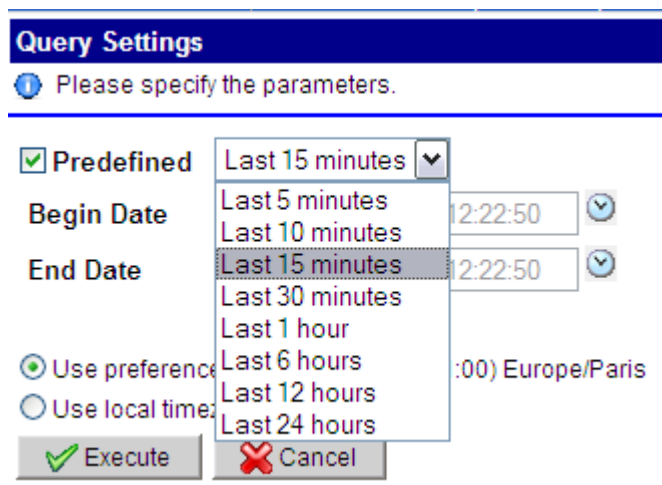 Query Settings
Please specify the parameters.
Predefined Last 15 minutes
Last 5 minutes
Begin Date 12:22:50
Last 10 minutes
End Date Last 15 minutes 12:22:50
Last 30 minutes
Last 1 hour
Use preference Last 6 hours :00) Europe/Paris
Last 12 hours
Use local
Last 24 hours
Execute Cancel